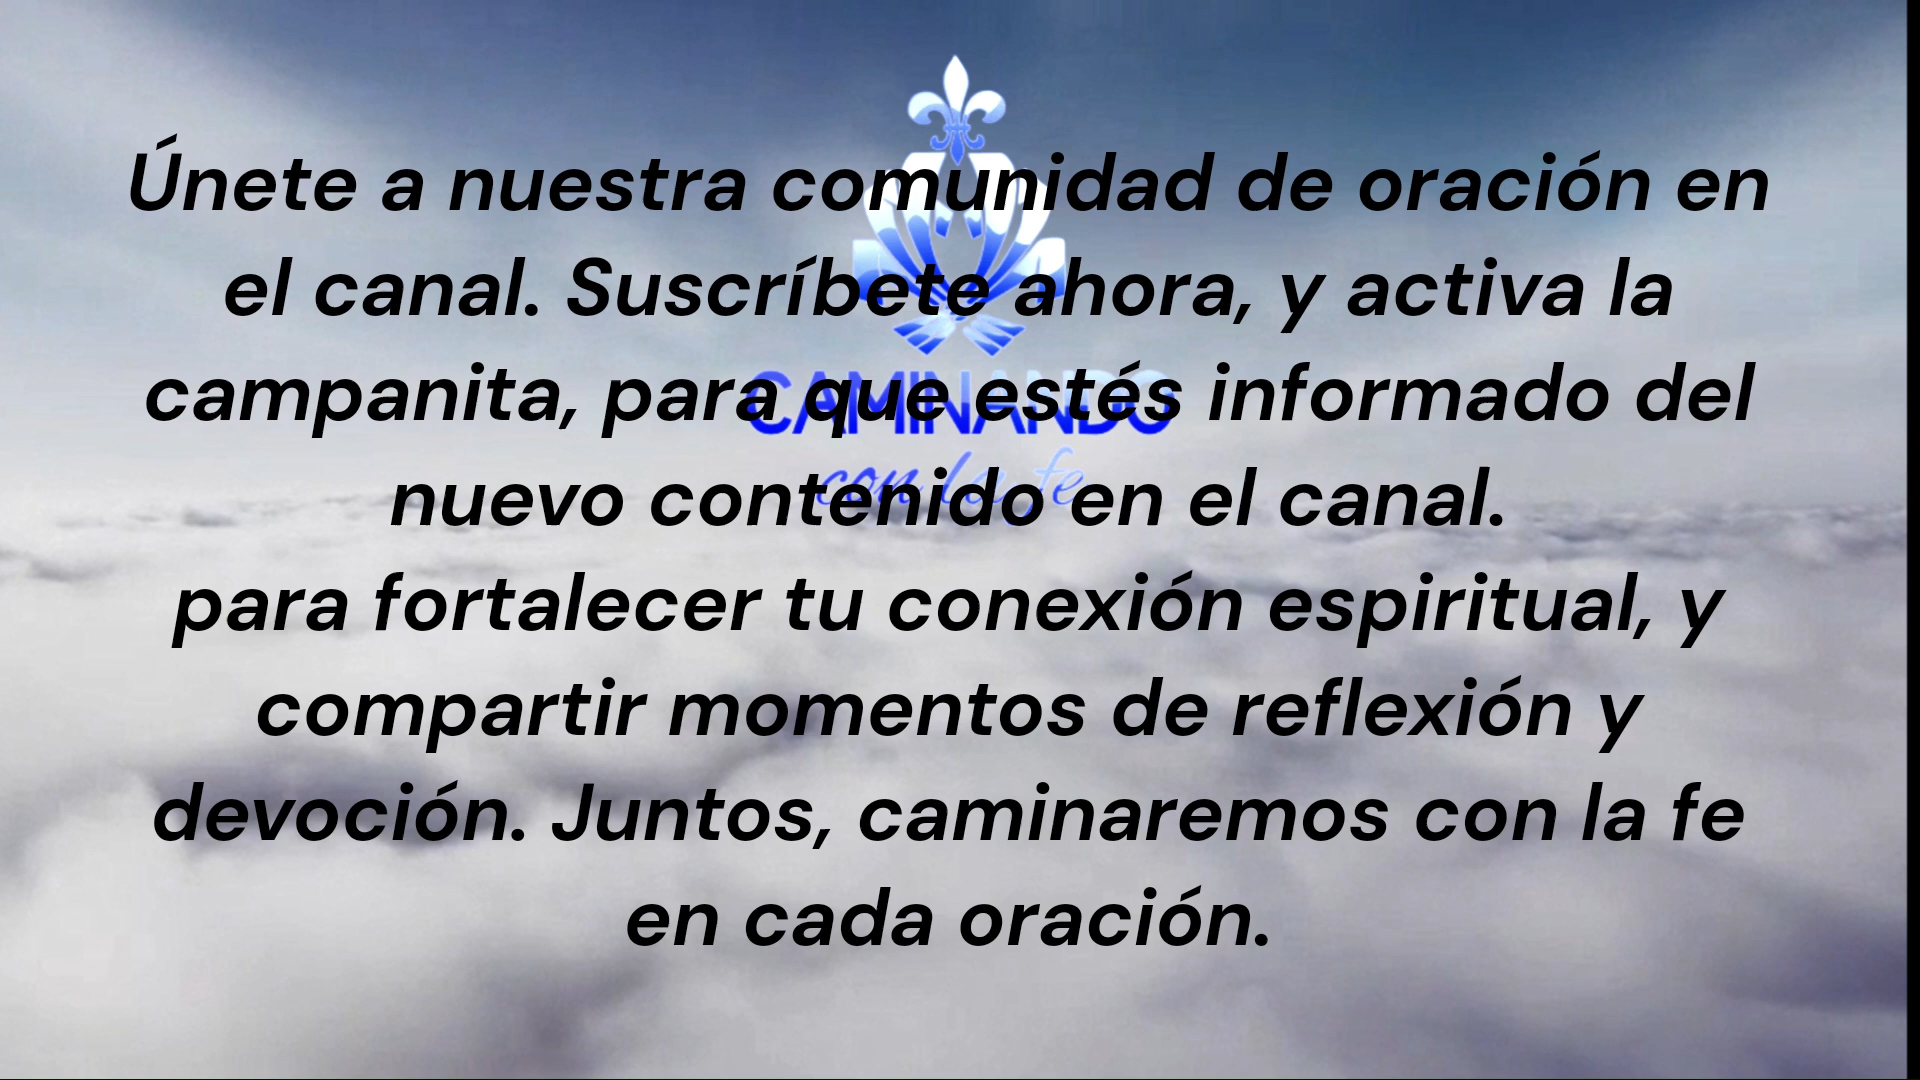 Únete a nuestra comunidad de oración en
el canal. Suscríbete ahora, y activa la
campanita, para que estés informado del
nuevo contenido en el canal.
para fortalecer tu conexión espiritual, y
compartir momentos de reflexión y
devoción. Juntos, caminaremos con la fe
en cada oración.
CAMINANDO
con la fe